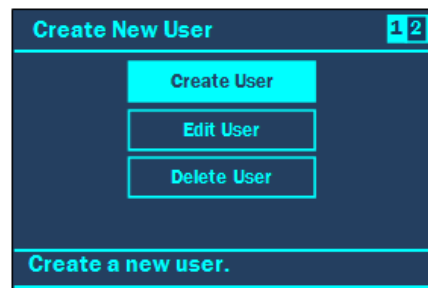 Create New User 1 2
Create User
Edit User
Delete User
Create a new user.